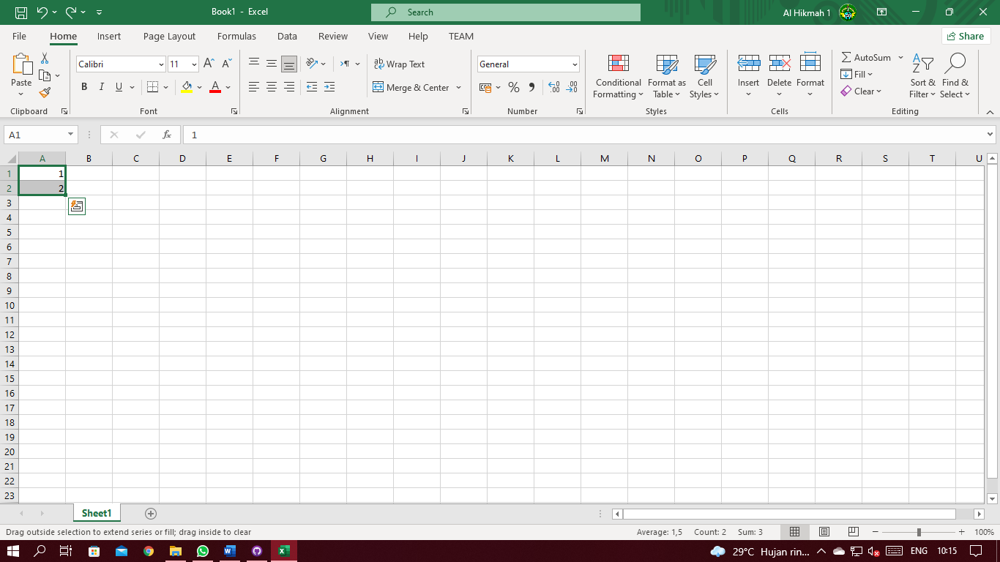 Book1 - Excel
Search
Al Hikmah 1
File Home Insert Page Layout Formulas Data Review View Help TEAM
Share
Paste
Clipboard
Calibri 11 A A
B I U A
Font
ab Wrap Text
Merge & Center
Alignment
General
% ,
Number
Conditional Formatting
Format as Table
Cell Styles
Styles
Insert Delete Format
Cells
AutoSum
Fill
Clear
Sort & Filter
Find & Select
Editing
A1 fx 1
A B C D E F G H I J K L M N O P Q R S T U
1 1
2 2
3
4
5
6
7
8
9
10
11
12
13
14
15
16
17
18
19
20
21
22
23
Sheet1
Drag outside selection to extend series or fill; drag inside to clear
Average: 1,5 Count: 2 Sum: 3
100%
29°C Hujan rin...
ENG 10:15